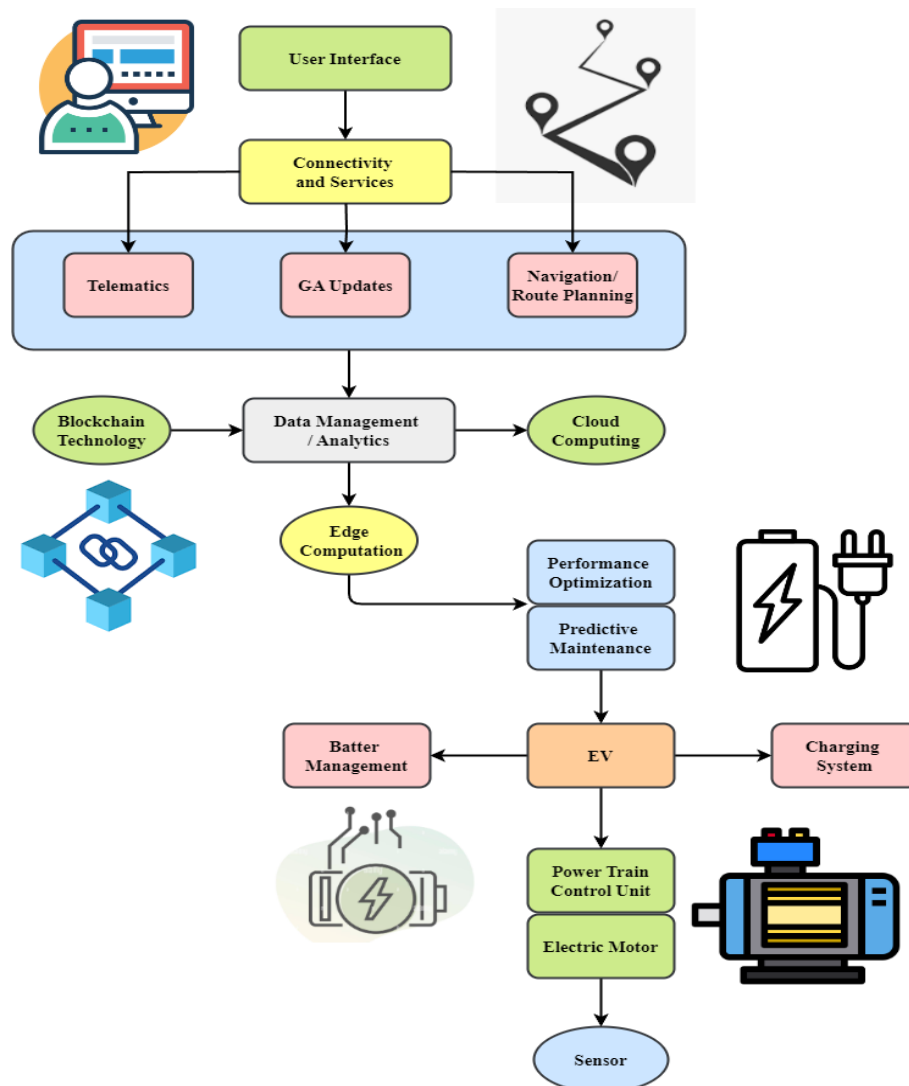 User Interface
Connectivity
and Services
Telematics
GA Updates
Navigation/
Route Planning
Blockchain
Technology
Data Management
/ Analytics
Cloud
Computing
Edge
Computation
Performance
Optimization
Predictive
Maintenance
Batter
Management
EV
Charging
System
Power Train
Control Unit
Electric Motor
Sensor